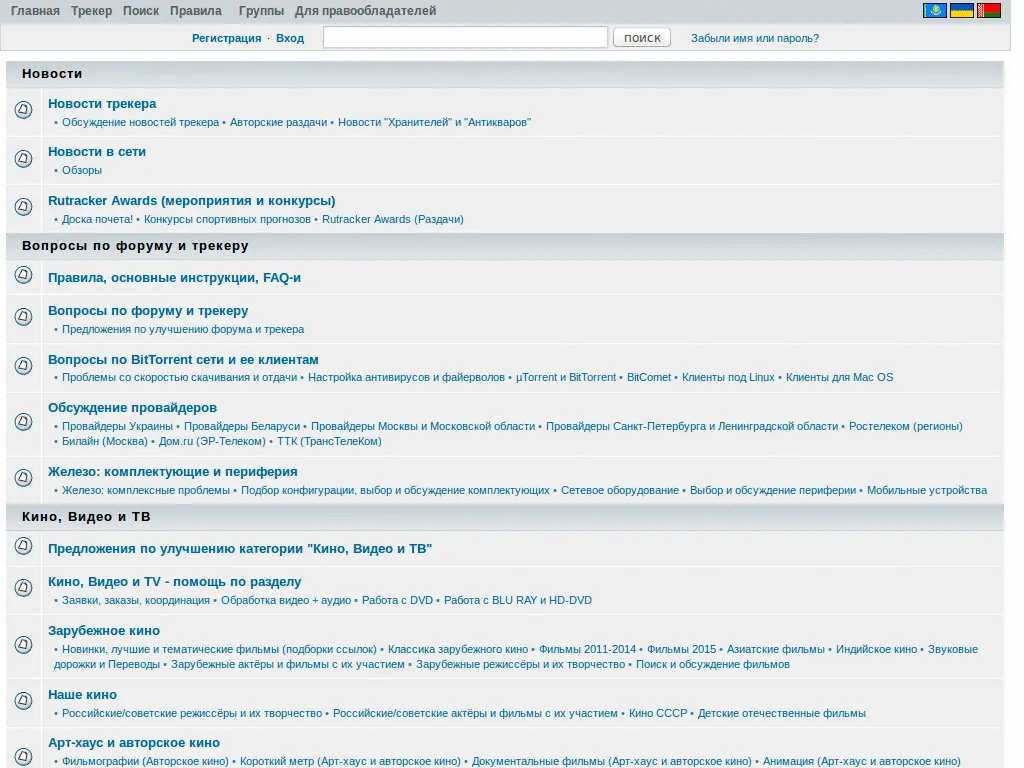 Главная Трекер Поиск Правила Группы Для правообладателей
Регистрация · Вход поиск Забыли имя или пароль?
Новости
Новости трекера
• Обсуждение новостей трекера • Авторские раздачи • Новости "Хранителей" и "Антикваров"
Новости в сети
• Обзоры
Rutracker Awards (мероприятия и конкурсы)
• Доска почета! • Конкурсы спортивных прогнозов • Rutracker Awards (Раздачи)
Вопросы по форуму и трекеру
Правила, основные инструкции, FAQ-и
Вопросы по форуму и трекеру
• Предложения по улучшению форума и трекера
Вопросы по BitTorrent сети и ее клиентам
• Проблемы со скоростью скачивания и отдачи • Настройка антивирусов и файерволов • µTorrent и BitTorrent • BitComet • Клиенты под Linux • Клиенты для Mac OS
Обсуждение провайдеров
• Провайдеры Украины • Провайдеры Беларуси • Провайдеры Москвы и Московской области • Провайдеры Санкт-Петербурга и Ленинградской области • Ростелеком (регионы)
• Билайн (Москва) • Дом.ru (ЭР-Телеком) • ТТК (ТрансТелеКом)
Железо: комплектующие и периферия
• Железо: комплексные проблемы • Подбор конфигурации, выбор и обсуждение комплектующих • Сетевое оборудование • Выбор и обсуждение периферии • Мобильные устройства
Кино, Видео и ТВ
Предложения по улучшению категории "Кино, Видео и ТВ"
Кино, Видео и TV - помощь по разделу
• Заявки, заказы, координация • Обработка видео + аудио • Работа с DVD • Работа с BLU RAY и HD-DVD
Зарубежное кино
• Новинки, лучшие и тематические фильмы (подборки ссылок) • Классика зарубежного кино • Фильмы 2011-2014 • Фильмы 2015 • Азиатские фильмы • Индийское кино • Звуковые
дорожки и Переводы • Зарубежные актёры и фильмы с их участием • Зарубежные режиссёры и их творчество • Поиск и обсуждение фильмов
Наше кино
• Российские/советские режиссёры и их творчество • Российские/советские актёры и фильмы с их участием • Кино СССР • Детские отечественные фильмы
Арт-хаус и авторское кино
• Фильмографии (Авторское кино) • Короткий метр (Арт-хаус и авторское кино) • Документальные фильмы (Арт-хаус и авторское кино) • Анимация (Арт-хаус и авторское кино)